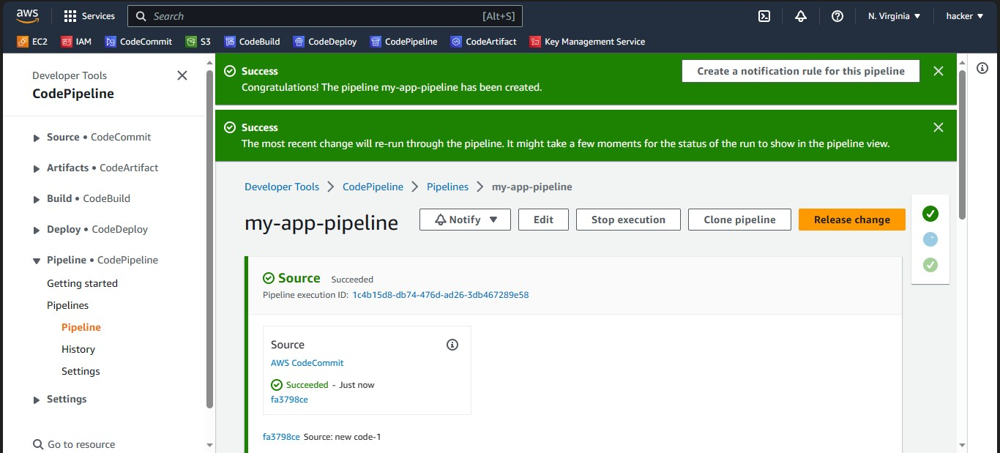 aws
Services
Search
[Alt+S]
N. Virginia
hacker
EC2
IAM
CodeCommit
S3
CodeBuild
CodeDeploy
CodePipeline
CodeArtifact
Key Management Service
Developer Tools
CodePipeline
Source • CodeCommit
Artifacts • CodeArtifact
Build • CodeBuild
Deploy • CodeDeploy
Pipeline • CodePipeline
Getting started
Pipelines
Pipeline
History
Settings
Settings
Go to resource
Success
Congratulations! The pipeline my-app-pipeline has been created.
Create a notification rule for this pipeline
Success
The most recent change will re-run through the pipeline. It might take a few moments for the status of the run to show in the pipeline view.
Developer Tools
CodePipeline
Pipelines
my-app-pipeline
my-app-pipeline
Notify
Edit
Stop execution
Clone pipeline
Release change
Source Succeeded
Pipeline execution ID: 1c4b15d8-db74-476d-ad26-3db467289e58
Source
AWS CodeCommit
Succeeded - Just now
fa3798ce
fa3798ce Source: new code-1